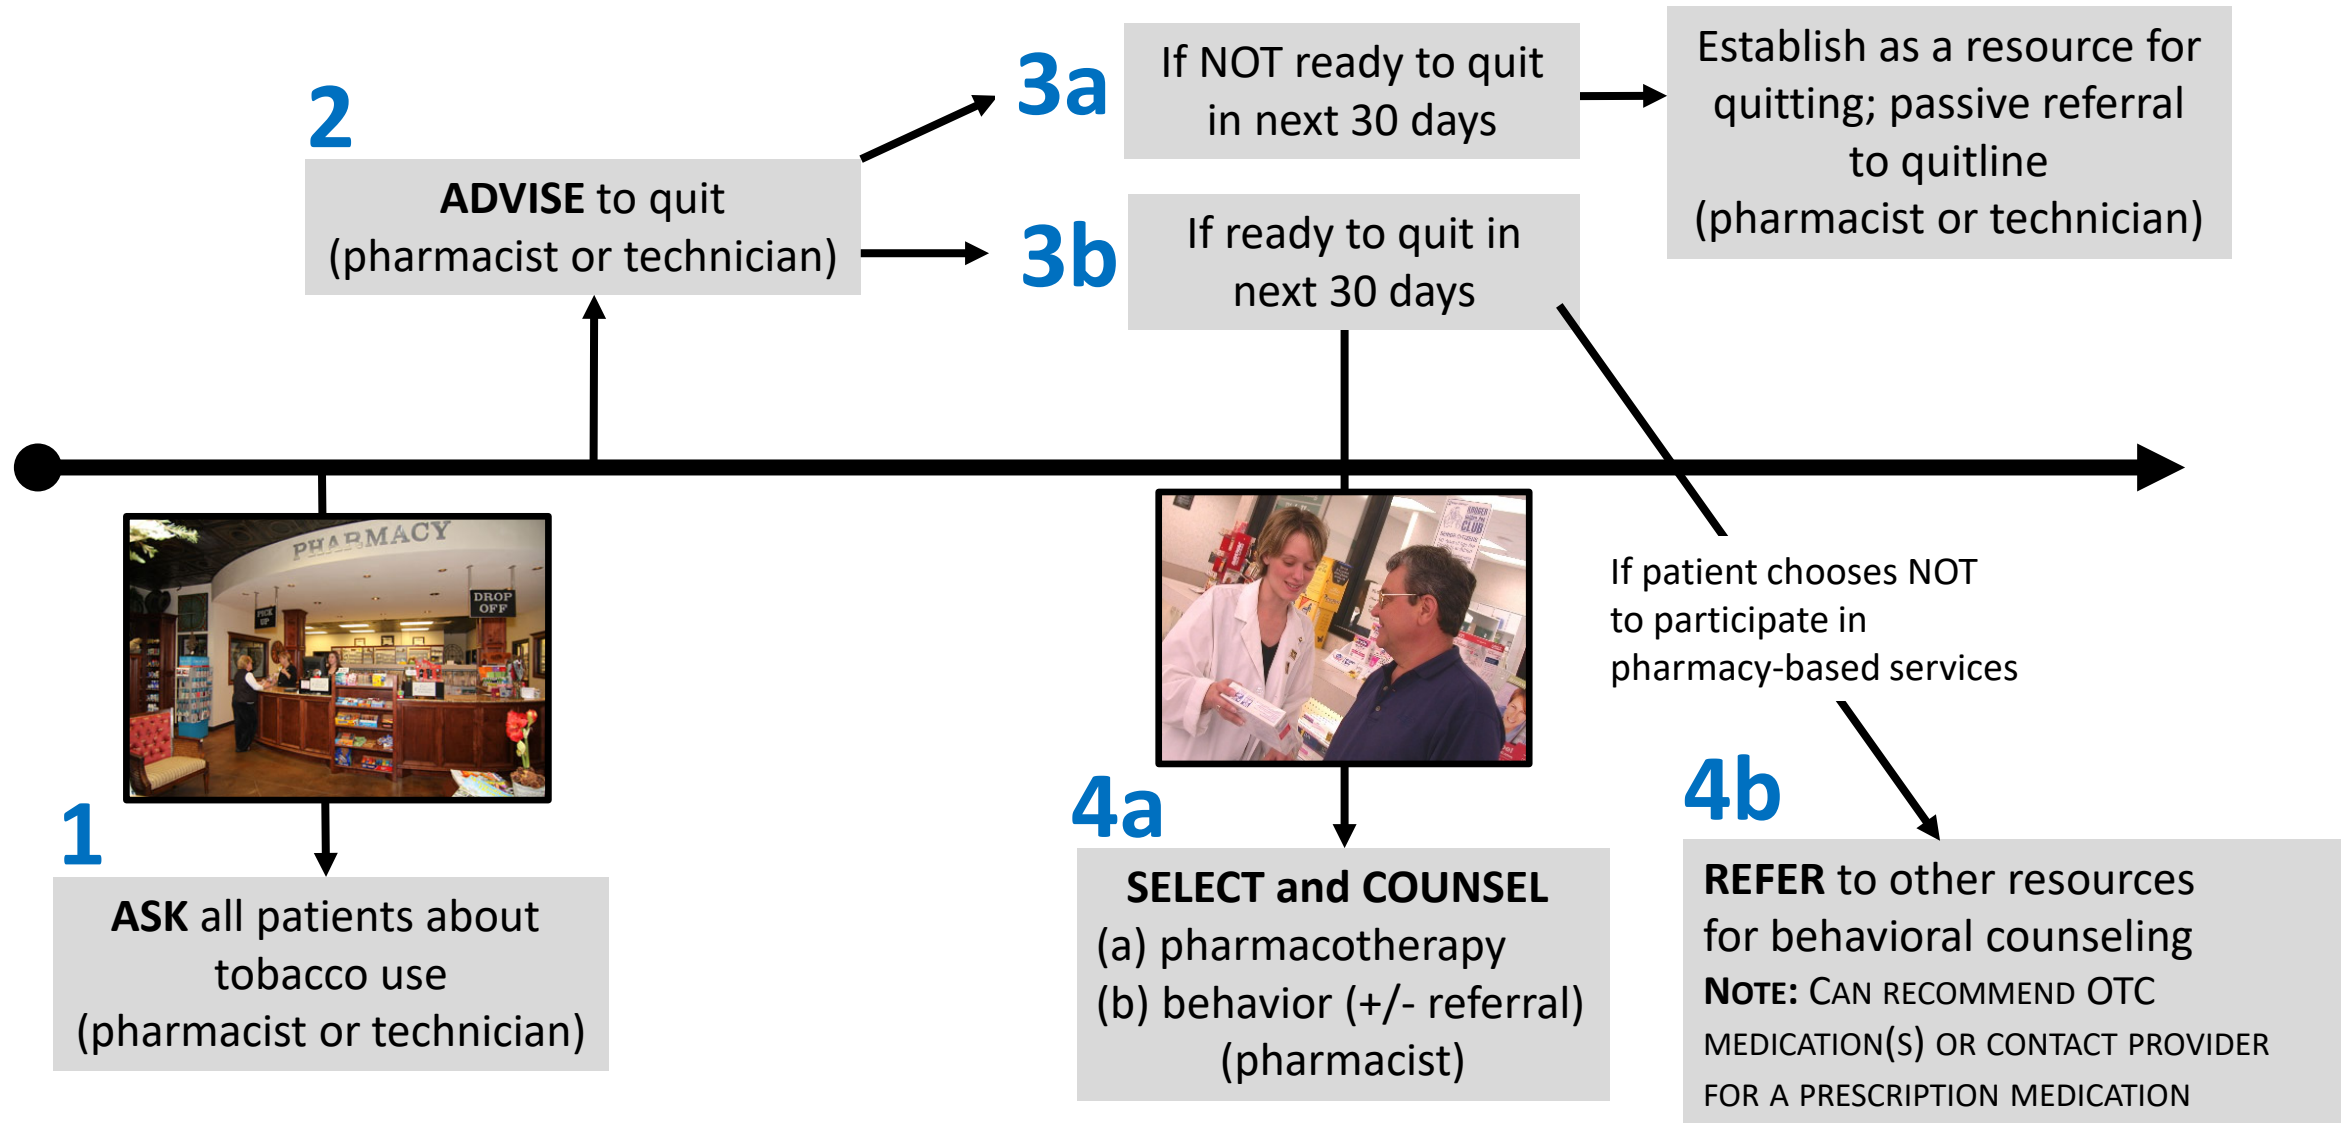 2
ADVISE to quit
(pharmacist or technician)
3a
If NOT ready to quit
in next 30 days
Establish as a resource for
quitting; passive referral
to quitline
(pharmacist or technician)
3b
If ready to quit in
next 30 days
PHARMACY
PICK
UP
DROP
OFF
CLUB
1
ASK all patients about
tobacco use
(pharmacist or technician)
4a
SELECT and COUNSEL
(a) pharmacotherapy
(b) behavior (+/- referral)
(pharmacist)
If patient chooses NOT
to participate in
pharmacy-based services
4b
REFER to other resources
for behavioral counseling
NOTE: CAN RECOMMEND OTC
MEDICATION(S) OR CONTACT PROVIDER
FOR A PRESCRIPTION MEDICATION